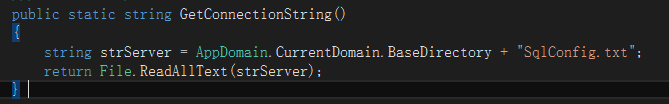 public static string GetConnectionString()
{
string strServer = AppDomain.CurrentDomain.BaseDirectory + "SqlConfig.txt";
return File.ReadAllText(strServer);
}